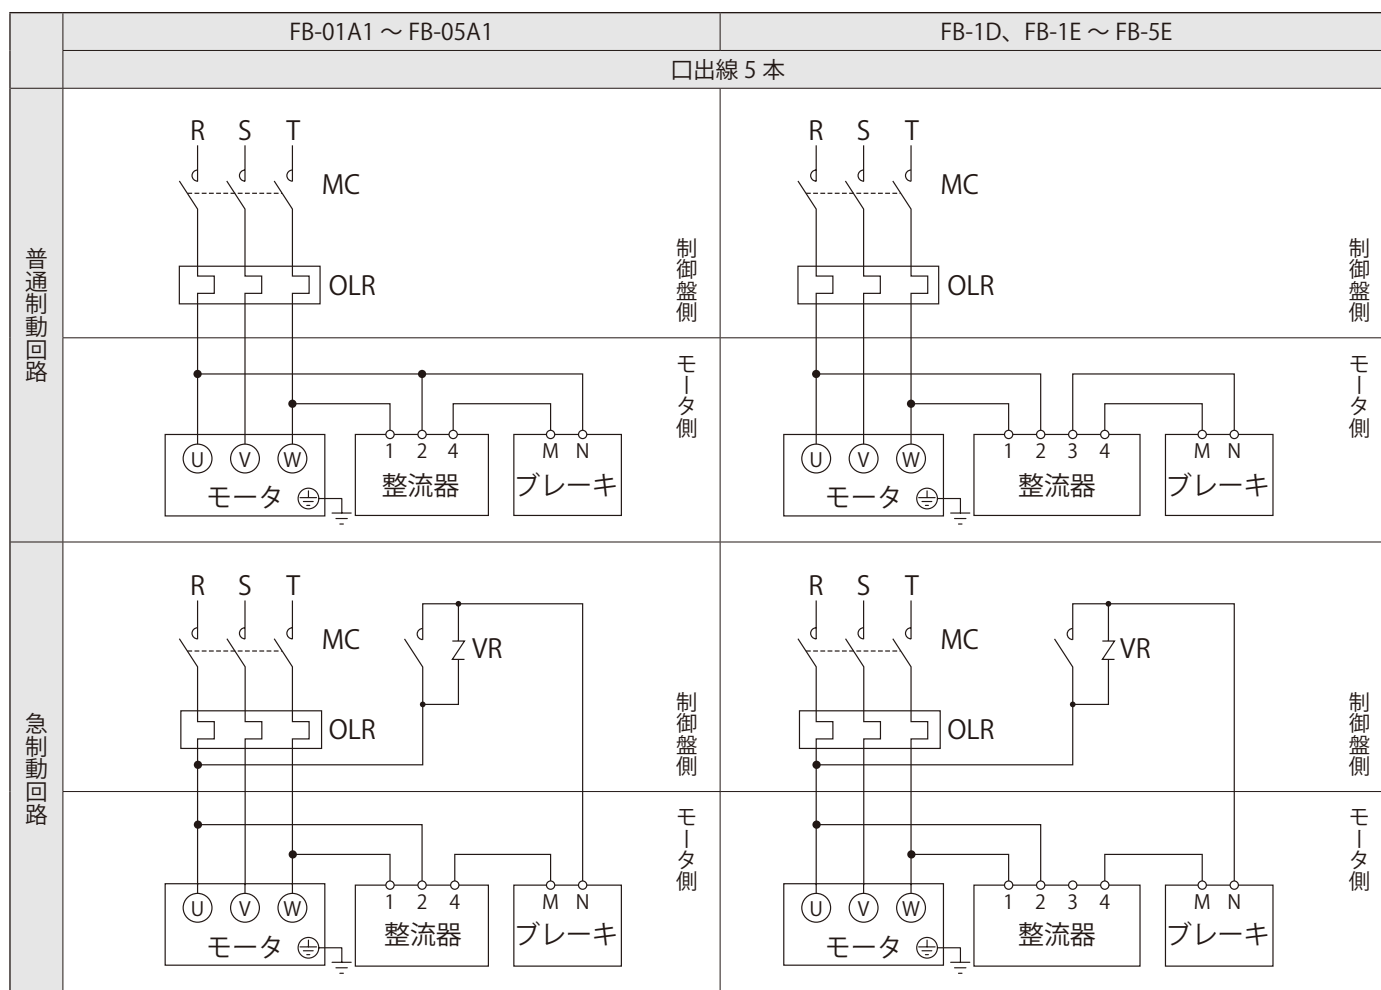 FB-01A1 ～ FB-05A1
FB-1D、FB-1E ～ FB-5E
口出線 5 本
普通制動回路
R S T
MC
OLR
制御盤側
モータ側
U V W
モータ
1 2 4
整流器
M N
ブレーキ
R S T
MC
OLR
制御盤側
モータ側
U V W
モータ
1 2 3 4
整流器
M N
ブレーキ
急制動回路
R S T
MC
VR
OLR
制御盤側
モータ側
U V W
モータ
1 2 4
整流器
M N
ブレーキ
R S T
MC
VR
OLR
制御盤側
モータ側
U V W
モータ
1 2 3 4
整流器
M N
ブレーキ